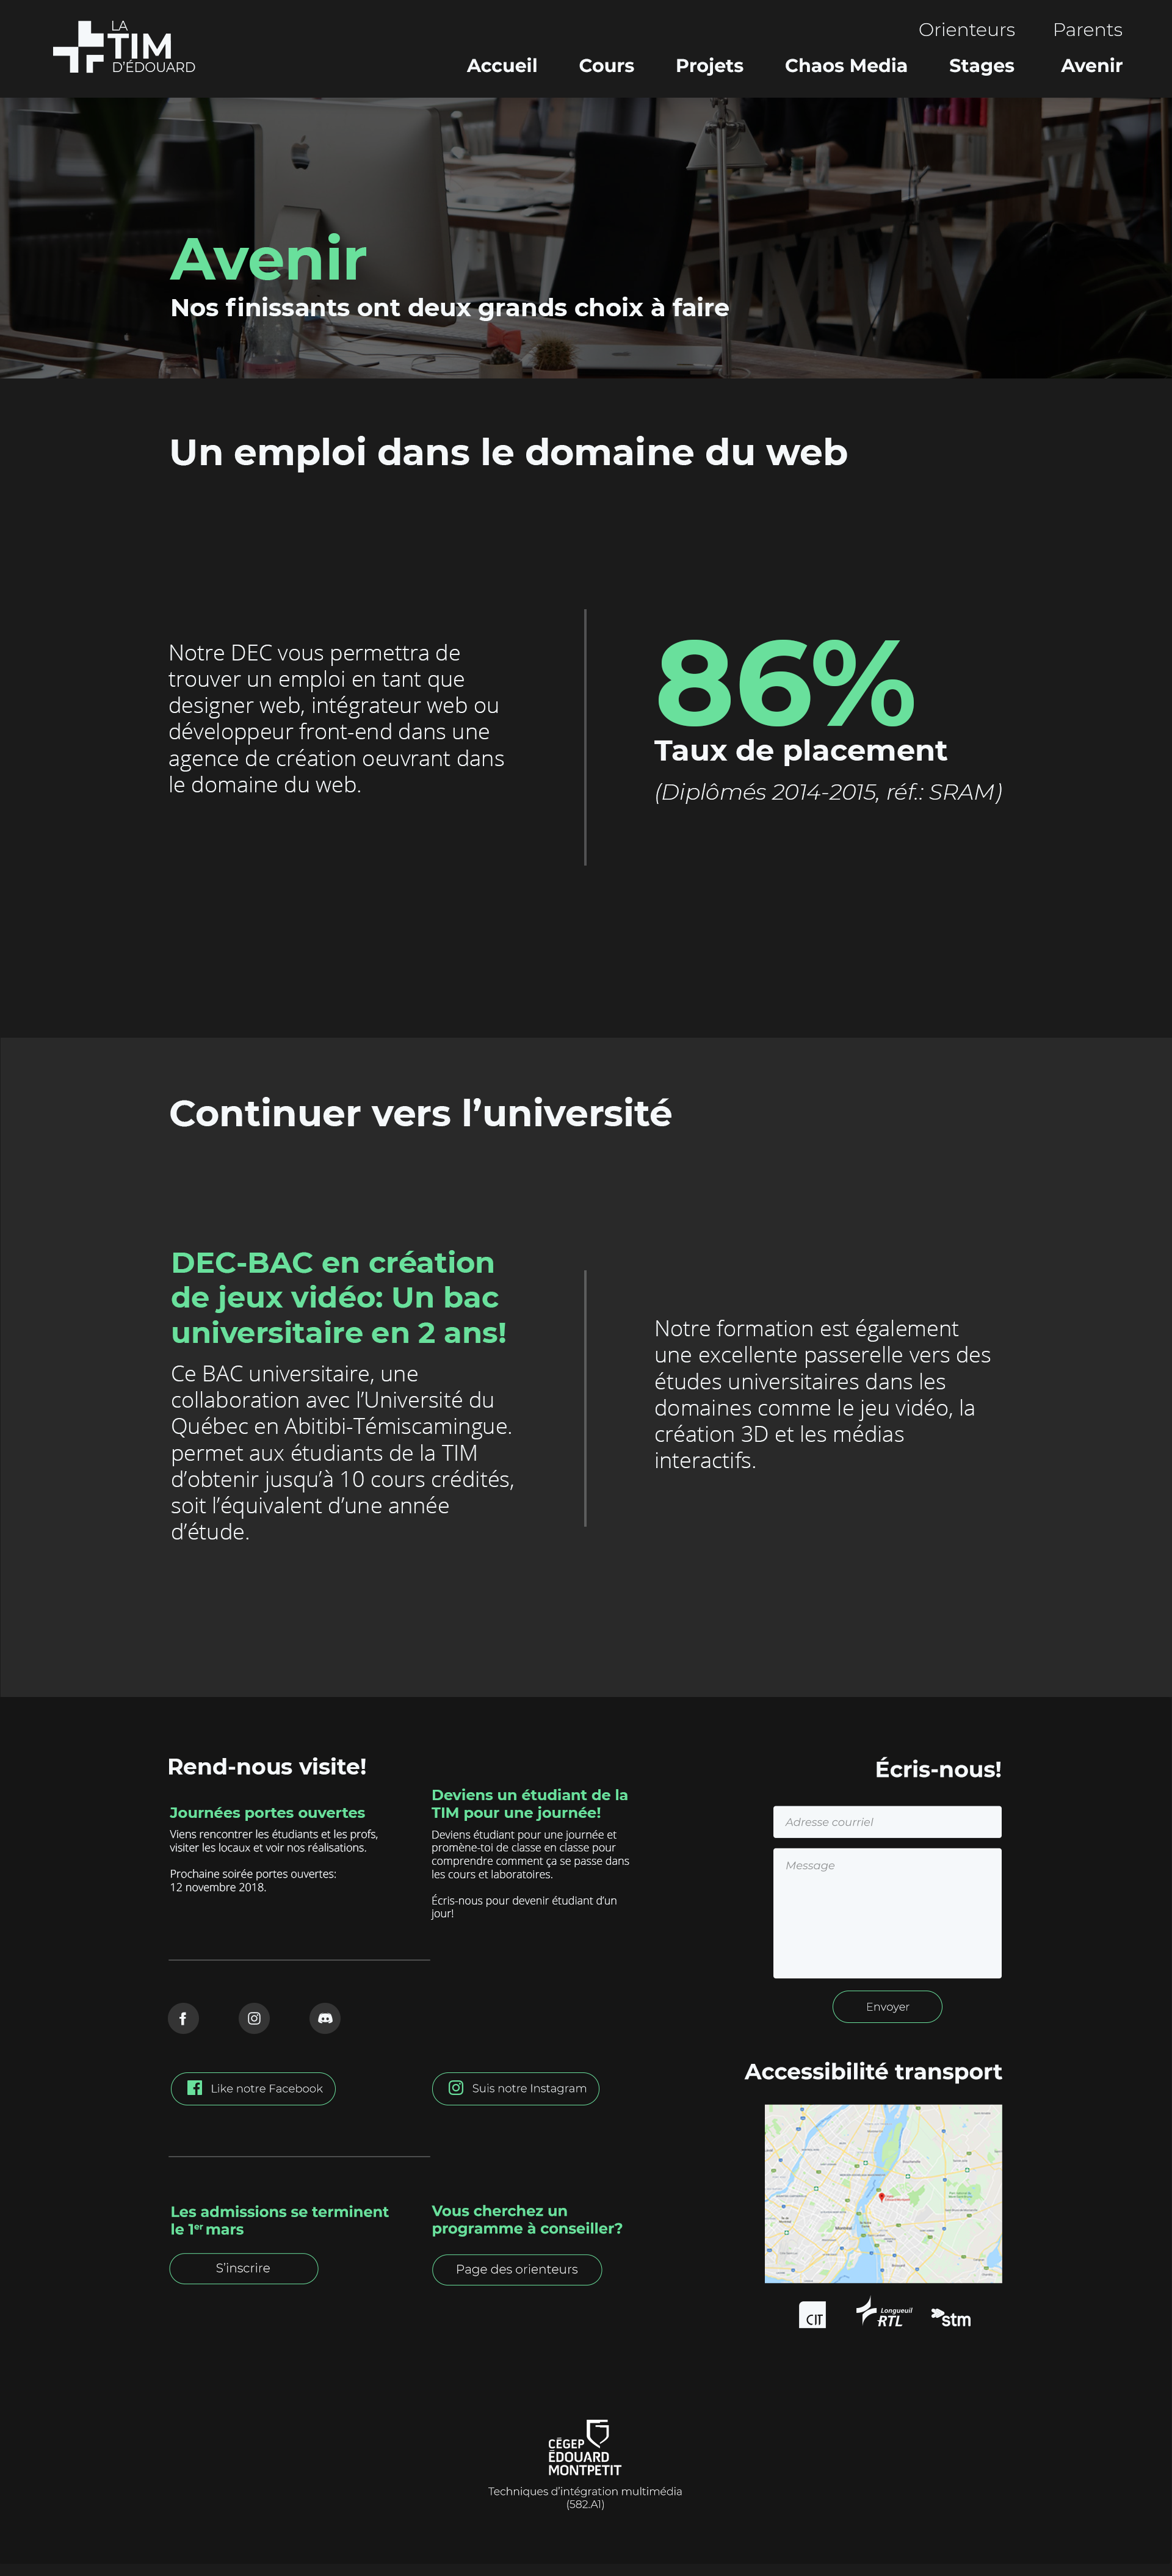 LA
TIM
D'ÉDOUARD
Orienteurs Parents
Accueil Cours Projets Chaos Media Stages Avenir
Avenir
Nos finissants ont deux grands choix à faire
Un emploi dans le domaine du web
Notre DEC vous permettra de
trouver un emploi en tant que
designer web, intégrateur web ou
développeur front-end dans une
agence de création oeuvrant dans
le domaine du web.
86%
Taux de placement
(Diplômés 2014-2015, réf.: SRAM)
Continuer vers l’université
DEC-BAC en création
de jeux vidéo: Un bac
universitaire en 2 ans!
Ce BAC universitaire, une
collaboration avec l’Université du
Québec en Abitibi-Témiscamingue.
permet aux étudiants de la TIM
d’obtenir jusqu’à 10 cours crédités,
soit l’équivalent d’une année
d’étude.
Notre formation est également
une excellente passerelle vers des
études universitaires dans les
domaines comme le jeu vidéo, la
création 3D et les médias
interactifs.
Rend-nous visite!
Journées portes ouvertes
Viens rencontrer les étudiants et les profs,
visiter les locaux et voir nos réalisations.
Prochaine soirée portes ouvertes:
12 novembre 2018.
Deviens un étudiant de la
TIM pour une journée!
Deviens étudiant pour une journée et
promène-toi de classe en classe pour
comprendre comment ça se passe dans
les cours et laboratoires.
Écris-nous pour devenir étudiant d’un
jour!
Like notre Facebook
Suis notre Instagram
Les admissions se terminent
le 1er mars
S’inscrire
Vous cherchez un
programme à conseiller?
Page des orienteurs
Écris-nous!
Adresse courriel
Message
Envoyer
Accessibilité transport
Montréal
CIT
Longueuil
RTL
stm
CÉGEP
ÉDOUARD
MONTPETIT
Techniques d’intégration multimédia
(582.A1)